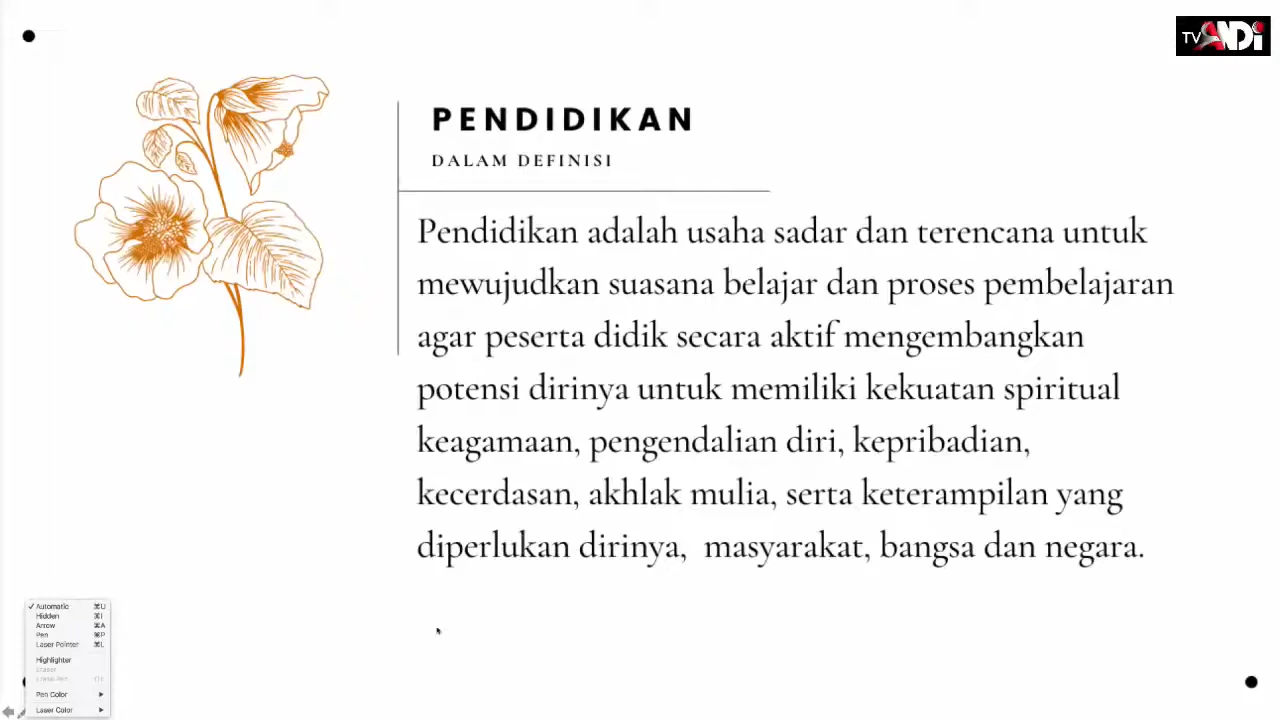 TV ANDi
PENDIDIKAN
DALAM DEFINISI
Pendidikan adalah usaha sadar dan terencana untuk
mewujudkan suasana belajar dan proses pembelajaran
agar peserta didik secara aktif mengembangkan
potensi dirinya untuk memiliki kekuatan spiritual
keagamaan, pengendalian diri, kepribadian,
kecerdasan, akhlak mulia, serta keterampilan yang
diperlukan dirinya, masyarakat, bangsa dan negara.
✓ Automatic ⌘U
Hidden ⌘I
Arrow ⌘A
Pen ⌘P
Laser Pointer ⌘L
Highlighter
Eraser
Pen Color
Laser Color